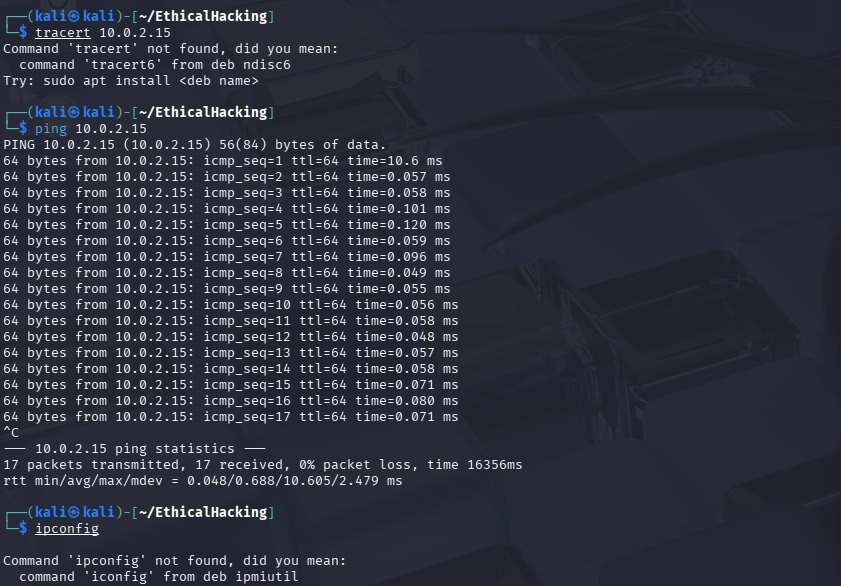 ┌──(kali㉿kali)-[~/EthicalHacking]
└─$ tracert 10.0.2.15
Command 'tracert' not found, did you mean:
  command 'tracert6' from deb ndisc6
Try: sudo apt install <deb name>
┌──(kali㉿kali)-[~/EthicalHacking]
└─$ ping 10.0.2.15
PING 10.0.2.15 (10.0.2.15) 56(84) bytes of data.
64 bytes from 10.0.2.15: icmp_seq=1 ttl=64 time=10.6 ms
64 bytes from 10.0.2.15: icmp_seq=2 ttl=64 time=0.057 ms
64 bytes from 10.0.2.15: icmp_seq=3 ttl=64 time=0.058 ms
64 bytes from 10.0.2.15: icmp_seq=4 ttl=64 time=0.101 ms
64 bytes from 10.0.2.15: icmp_seq=5 ttl=64 time=0.120 ms
64 bytes from 10.0.2.15: icmp_seq=6 ttl=64 time=0.059 ms
64 bytes from 10.0.2.15: icmp_seq=7 ttl=64 time=0.096 ms
64 bytes from 10.0.2.15: icmp_seq=8 ttl=64 time=0.049 ms
64 bytes from 10.0.2.15: icmp_seq=9 ttl=64 time=0.055 ms
64 bytes from 10.0.2.15: icmp_seq=10 ttl=64 time=0.056 ms
64 bytes from 10.0.2.15: icmp_seq=11 ttl=64 time=0.058 ms
64 bytes from 10.0.2.15: icmp_seq=12 ttl=64 time=0.048 ms
64 bytes from 10.0.2.15: icmp_seq=13 ttl=64 time=0.057 ms
64 bytes from 10.0.2.15: icmp_seq=14 ttl=64 time=0.058 ms
64 bytes from 10.0.2.15: icmp_seq=15 ttl=64 time=0.071 ms
64 bytes from 10.0.2.15: icmp_seq=16 ttl=64 time=0.080 ms
64 bytes from 10.0.2.15: icmp_seq=17 ttl=64 time=0.071 ms
^C
--- 10.0.2.15 ping statistics ---
17 packets transmitted, 17 received, 0% packet loss, time 16356ms
rtt min/avg/max/mdev = 0.048/0.688/10.605/2.479 ms
┌──(kali㉿kali)-[~/EthicalHacking]
└─$ ipconfig
Command 'ipconfig' not found, did you mean:
  command 'iconfig' from deb ipmiutil